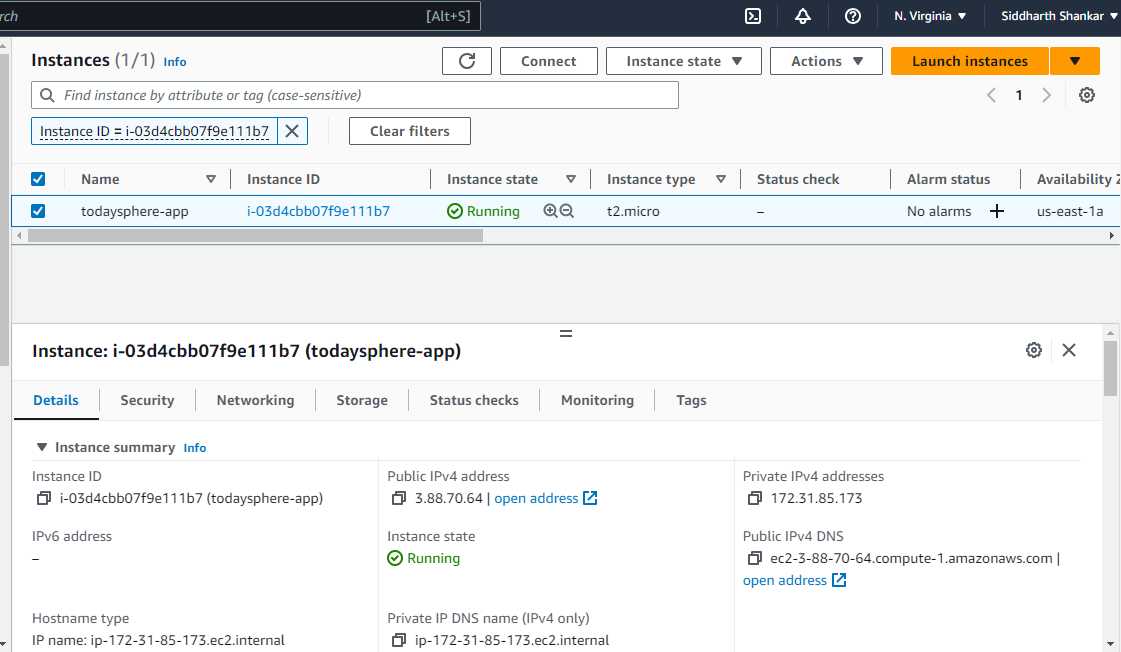 rch [Alt+S] N. Virginia Siddharth Shankar
Instances (1/1) Info Connect Instance state Actions Launch instances
Find instance by attribute or tag (case-sensitive) 1
Instance ID = i-03d4cbb07f9e111b7 Clear filters
Name Instance ID Instance state Instance type Status check Alarm status Availability Z
todaysphere-app i-03d4cbb07f9e111b7 Running t2.micro – No alarms us-east-1a
Instance: i-03d4cbb07f9e111b7 (todaysphere-app)
Details Security Networking Storage Status checks Monitoring Tags
Instance summary Info
Instance ID Public IPv4 address Private IPv4 addresses
i-03d4cbb07f9e111b7 (todaysphere-app) 3.88.70.64 | open address 172.31.85.173
IPv6 address Instance state Public IPv4 DNS
– Running ec2-3-88-70-64.compute-1.amazonaws.com |
open address
Hostname type Private IP DNS name (IPv4 only)
IP name: ip-172-31-85-173.ec2.internal ip-172-31-85-173.ec2.internal